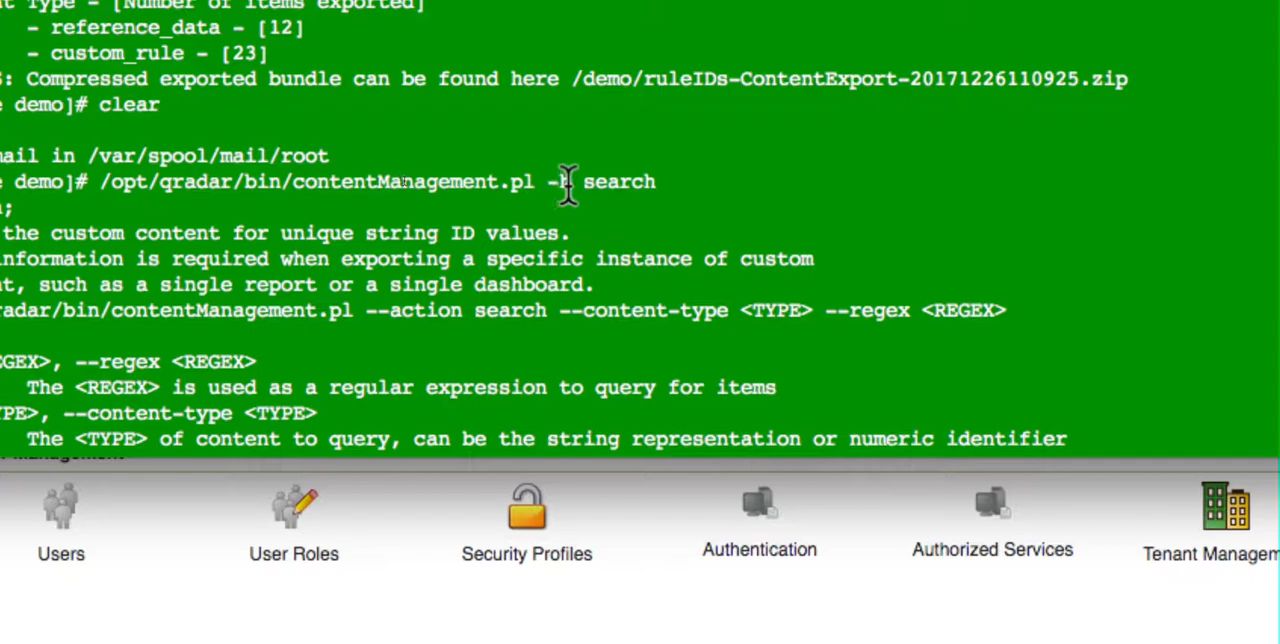 Type - [Number of items exported]
- reference_data - [12]
- custom_rule - [23]
: Compressed exported bundle can be found here /demo/ruleIDs-ContentExport-20171226110925.zip
demo]# clear
mail in /var/spool/mail/root
demo]# /opt/qradar/bin/contentManagement.pl -h search
the custom content for unique string ID values.
information is required when exporting a specific instance of custom
, such as a single report or a single dashboard.
radar/bin/contentManagement.pl --action search --content-type <TYPE> --regex <REGEX>
EGEX>, --regex <REGEX>
The <REGEX> is used as a regular expression to query for items
YPE>, --content-type <TYPE>
The <TYPE> of content to query, can be the string representation or numeric identifier
Users User Roles Security Profiles Authentication Authorized Services Tenant Managem